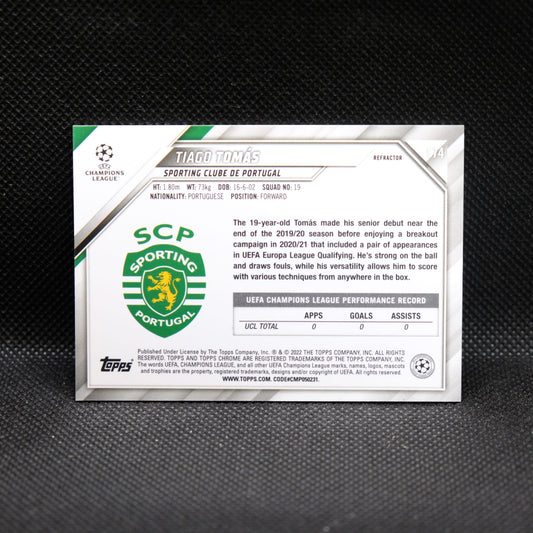 CHAMPIONS
LEAGUE
TIAGO TOMÁS
REFRACTOR
SPORTING CLUBE DE PORTUGAL
HT: 1.80m WT: 73kg DOB: 16-6-02 SQUAD NO: 19
NATIONALITY: PORTUGUESE POSITION: FORWARD
SCP
SPORTING
PORTUGAL
The 19-year-old Tomás made his senior debut near the
end of the 2019/20 season before enjoying a breakout
campaign in 2020/21 that included a pair of appearances
in UEFA Europa League Qualifying. He's strong on the ball
and draws fouls, while his versatility allows him to score
with various techniques from anywhere in the box.
UEFA CHAMPIONS LEAGUE PERFORMANCE RECORD
APPS GOALS ASSISTS
UCL TOTAL 0 0 0
Topps
Published Under License by The Topps Company, Inc. ® & © 2022 THE TOPPS COMPANY, INC. ALL RIGHTS
RESERVED. TOPPS AND TOPPS CHROME ARE REGISTERED TRADEMARKS OF THE TOPPS COMPANY, INC.
The words UEFA, CHAMPIONS LEAGUE, and all other UEFA Champions League marks, names, logos, mascots
and trophies are the property, registered trademarks, designs and/or copyright of UEFA. All rights reserved.
WWW.TOPPS.COM. CODE#CMP050231.